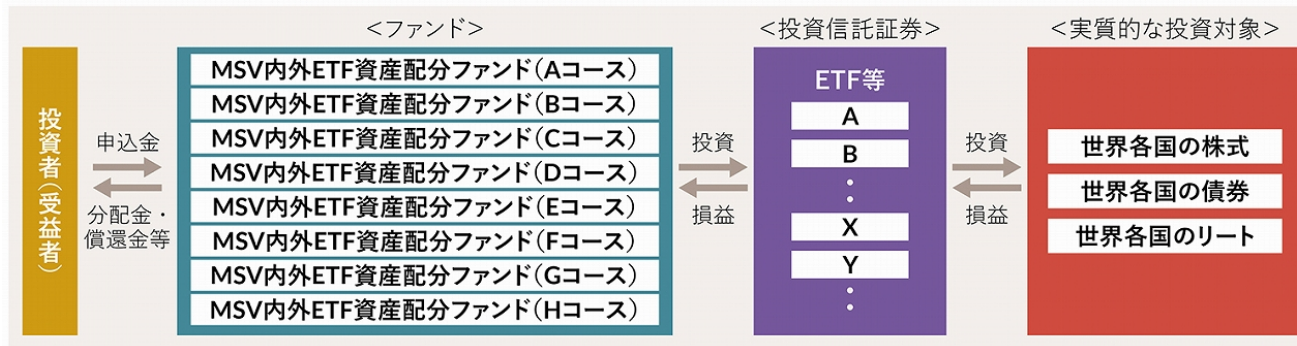 <ファンド>
<投資信託証券>
<実質的な投資対象>
投資者(受益者)
申込金
分配金・
償還金等
MSV内外ETF資産配分ファンド(Aコース)
MSV内外ETF資産配分ファンド(Bコース)
MSV内外ETF資産配分ファンド(Cコース)
MSV内外ETF資産配分ファンド(Dコース)
MSV内外ETF資産配分ファンド(Eコース)
MSV内外ETF資産配分ファンド(Fコース)
MSV内外ETF資産配分ファンド(Gコース)
MSV内外ETF資産配分ファンド(Hコース)
投資
損益
ETF等
A
B
:
X
Y
:
投資
損益
世界各国の株式
世界各国の債券
世界各国のリート